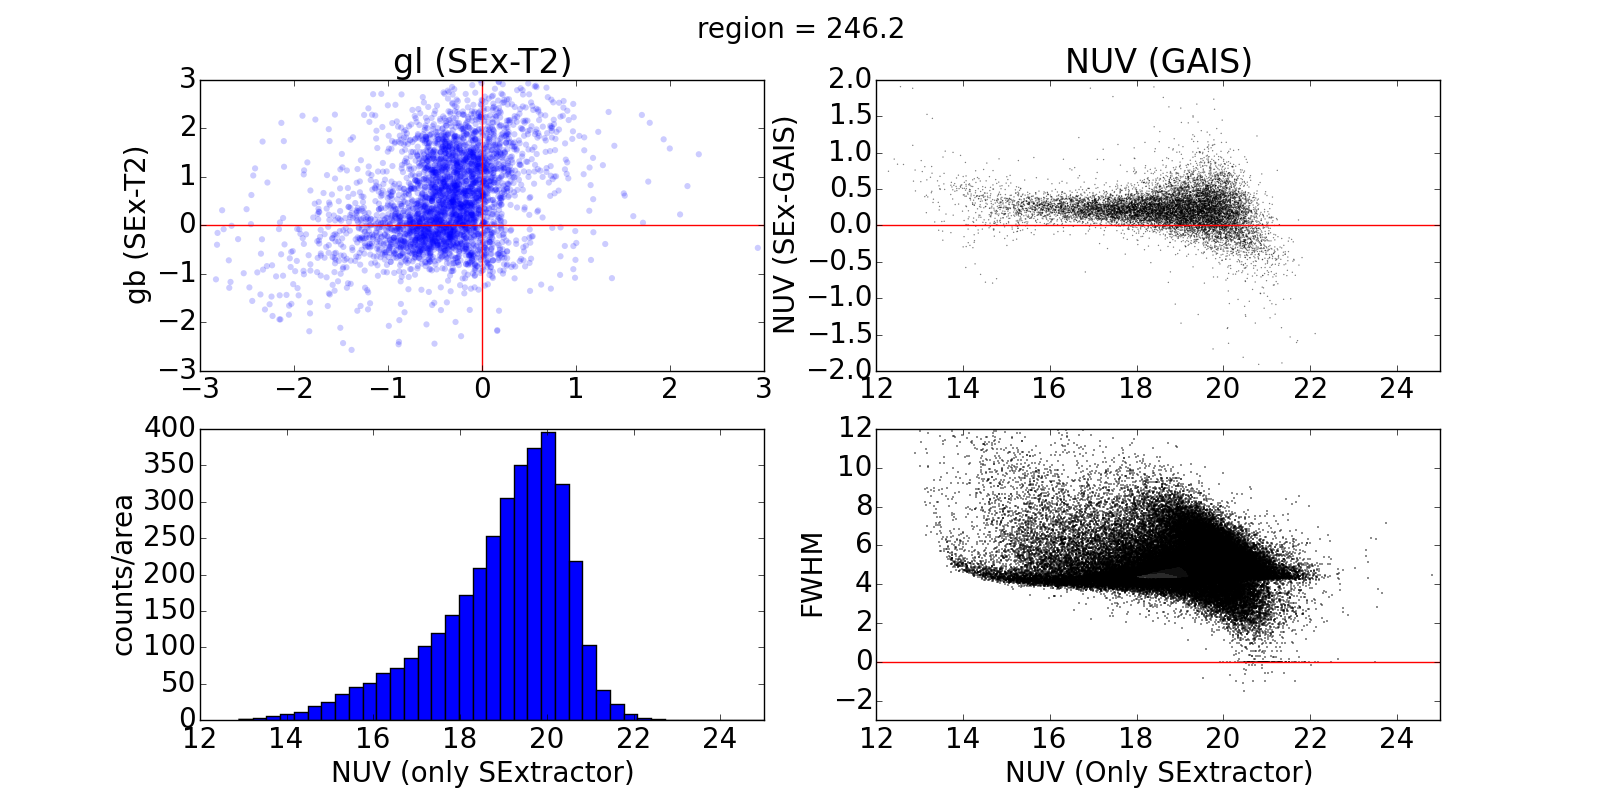 region = 246.2
gl (SEx-T2)
NUV (GAIS)
gb (SEx-T2)
3
2
1
0
−1
−2
−3
−3 −2 −1 0 1 2 3
NUV (SEx-GAIS)
2.0
1.5
1.0
0.5
0.0
−0.5
−1.0
−1.5
−2.0
12 14 16 18 20 22 24
counts/area
400
350
300
250
200
150
100
50
0
12 14 16 18 20 22 24
NUV (only SExtractor)
FWHM
12
10
8
6
4
2
0
−2
12 14 16 18 20 22 24
NUV (Only SExtractor)